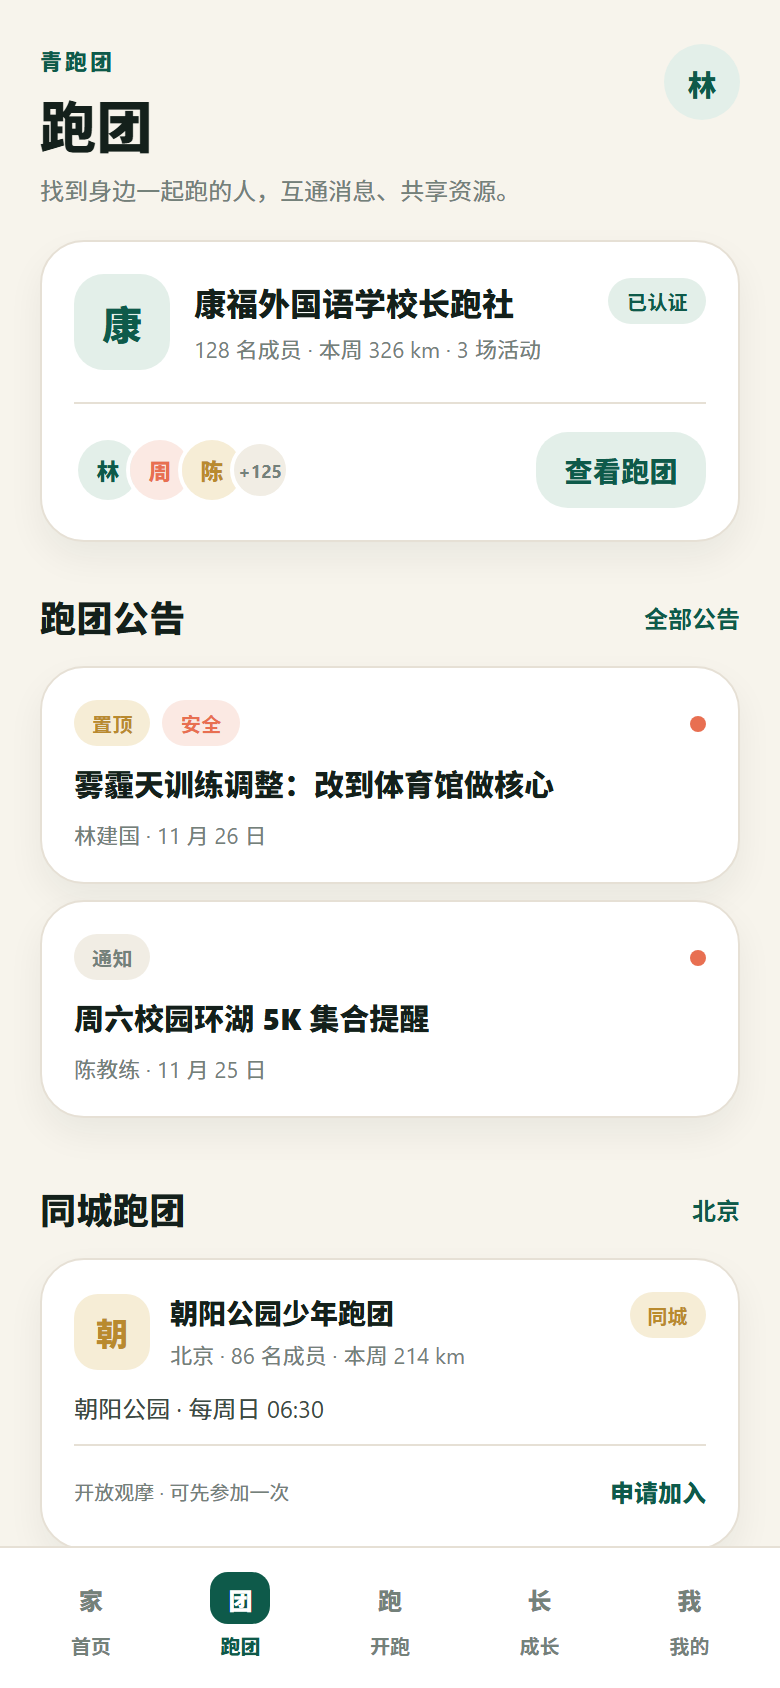 青跑团
林
跑团
找到身边一起跑的人，互通消息、共享资源。
康
康福外国语学校长跑社
已认证
128 名成员 · 本周 326 km · 3 场活动
林 周 陈 +125
查看跑团
跑团公告
全部公告
置顶 安全
雾霾天训练调整：改到体育馆做核心
林建国 · 11 月 26 日
通知
周六校园环湖 5K 集合提醒
陈教练 · 11 月 25 日
同城跑团
北京
朝
朝阳公园少年跑团
同城
北京 · 86 名成员 · 本周 214 km
朝阳公园 · 每周日 06:30
开放观摩 · 可先参加一次
申请加入
家 团 跑 长 我
首页 跑团 开跑 成长 我的